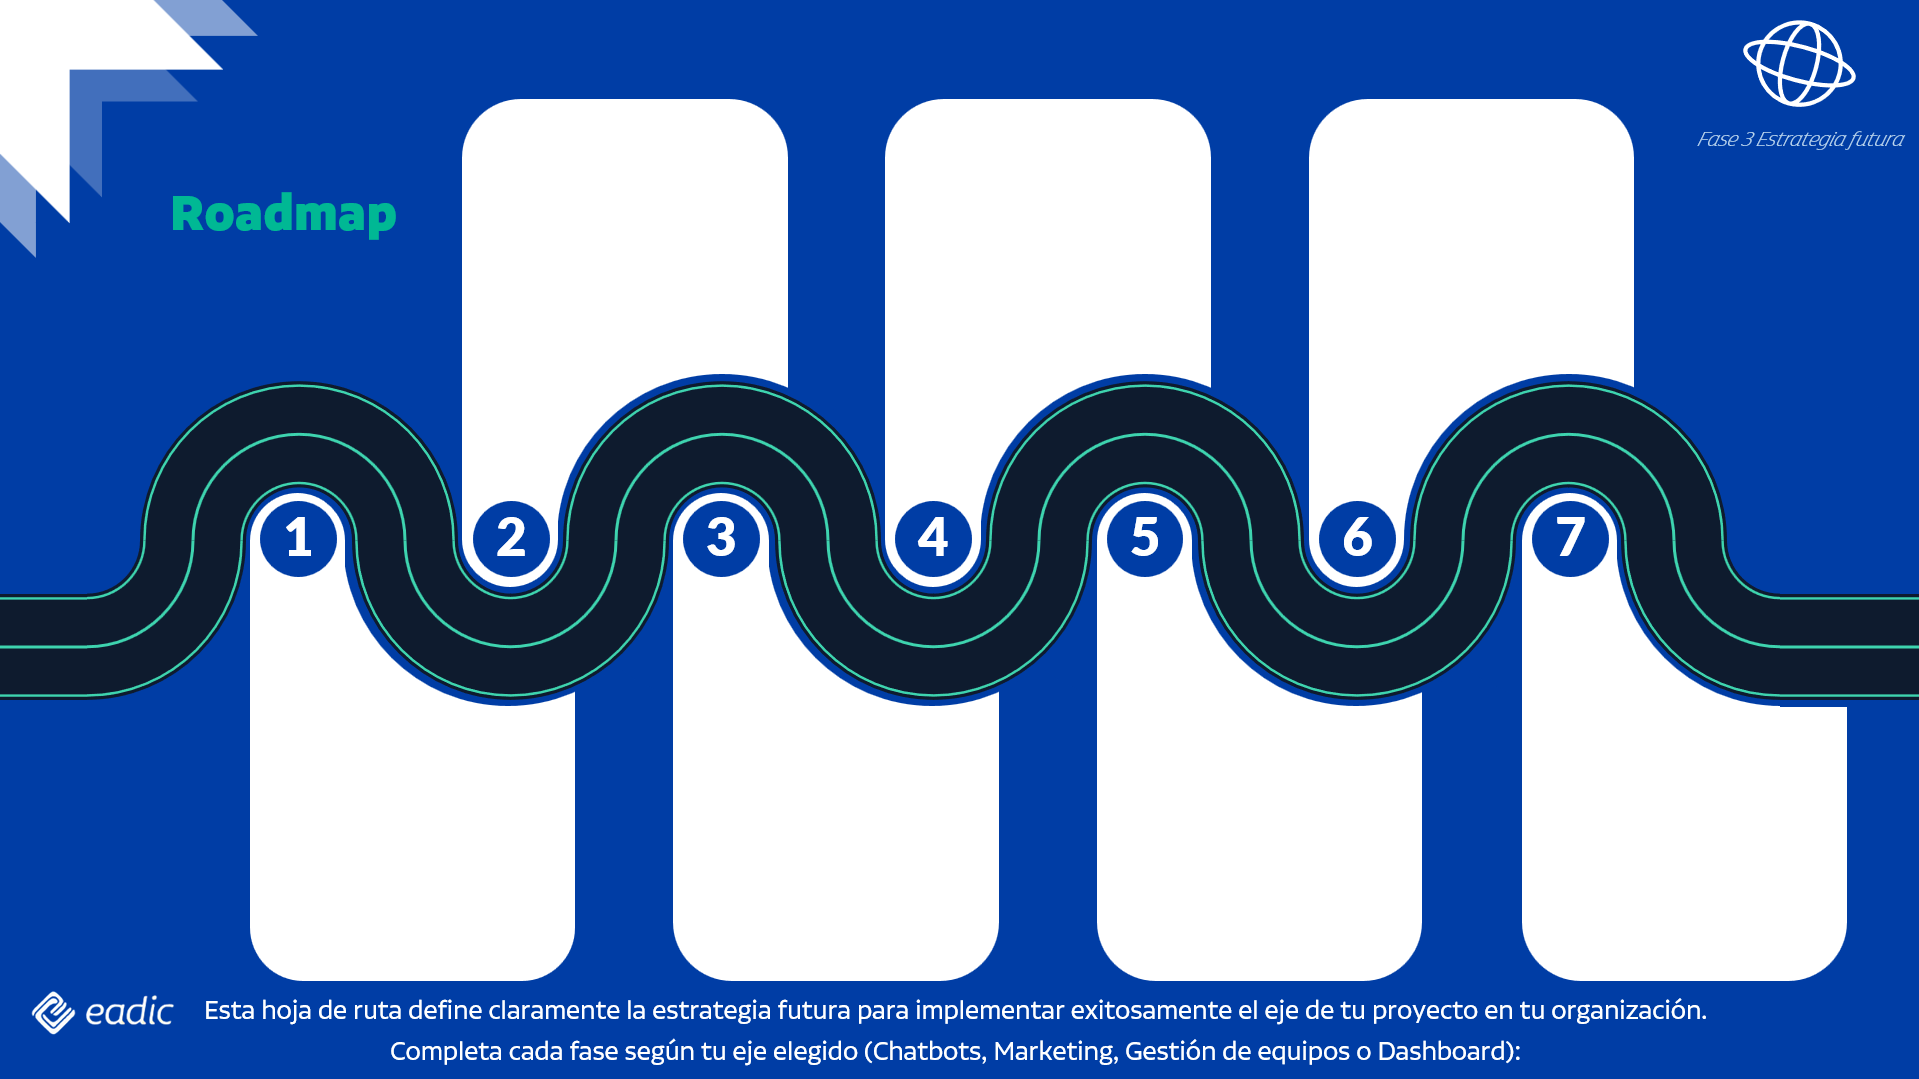 Fase 3 Estrategia futura
Roadmap
1
2
3
4
5
6
7
eadic
Esta hoja de ruta define claramente la estrategia futura para implementar exitosamente el eje de tu proyecto en tu organización.
Completa cada fase según tu eje elegido (Chatbots, Marketing, Gestión de equipos o Dashboard):